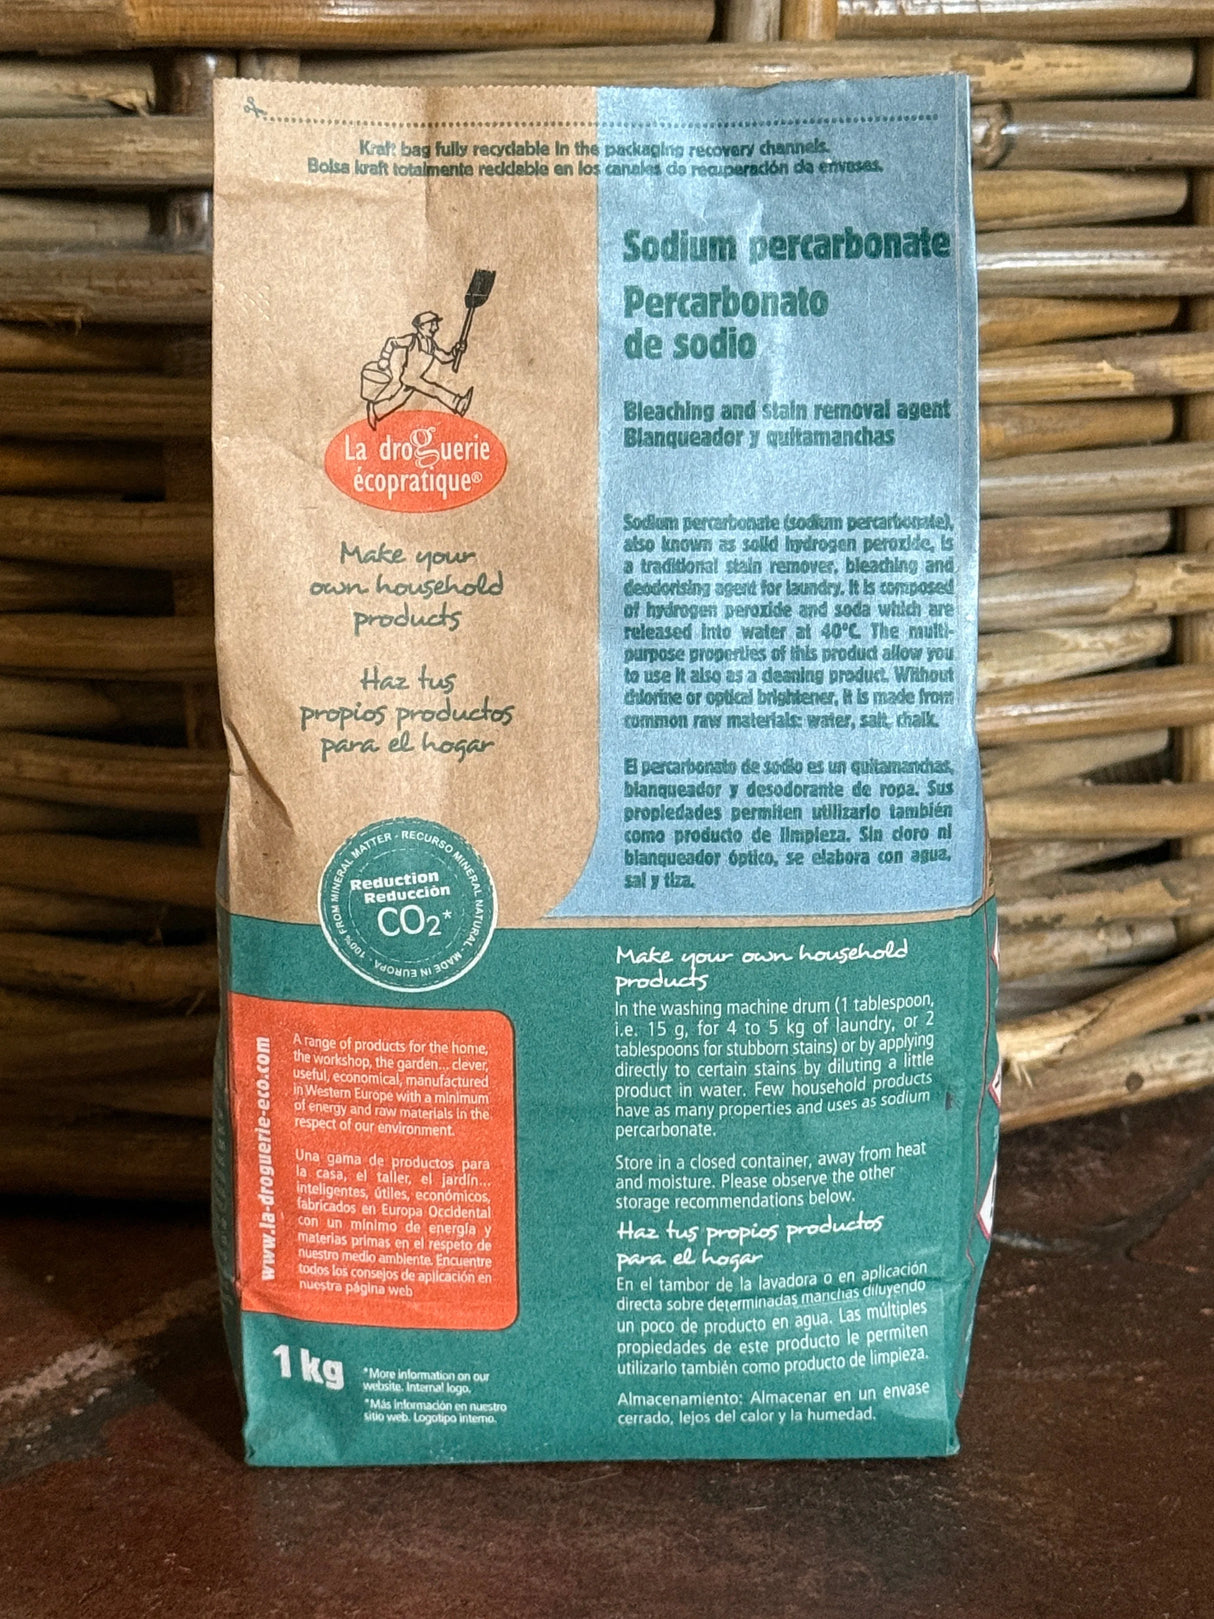 Kraft bag fully recyclable in the packaging recovery channels.
Bolsa kraft totalmente reciclable en los canales de recuperación de envases.
Sodium percarbonate
Percarbonato
de sodio
Bleaching and stain removal agent
Blanqueador y quitamanchas
Sodium percarbonate (sodium percarbonate),
also known as solid hydrogen peroxide, is
a traditional stain remover, bleaching and
deodorising agent for laundry. It is composed
of hydrogen peroxide and soda which are
released into water at 40°C. The multi-
purpose properties of this product allow you
to use it also as a cleaning product. Without
chlorine or optical brightener, it is made from
common raw materials: water, salt, chalk.
El percarbonato de sodio es un quitamanchas,
blanqueador y desodorante de ropa. Sus
propiedades permiten utilizarlo también
como producto de limpieza. Sin cloro ni
blanqueador óptico, se elabora con agua,
sal y tiza.
La droguerie
écopratique®
Make your
own household
products
Haz tus
propios productos
para el hogar
100% FROM MINERAL MATTER - RECURSO MINERAL NATURAL - MADE IN EUROPA -
Reduction
Reducción
CO2*
www.la-droguerie-eco.com
A range of products for the home,
the workshop, the garden... clever,
useful, economical, manufactured
in Western Europe with a minimum
of energy and raw materials in the
respect of our environment.
Una gama de productos para
la casa, el taller, el jardín...
inteligentes, útiles, económicos,
fabricados en Europa Occidental
con un mínimo de energía y
materias primas en el respeto de
nuestro medio ambiente. Encuentre
todos los consejos de aplicación en
nuestra página web
1 kg
*More information on our
website. Internal logo.
*Más información en nuestro
sitio web. Logotipo interno.
Make your own household
products
In the washing machine drum (1 tablespoon,
i.e. 15 g, for 4 to 5 kg of laundry, or 2
tablespoons for stubborn stains) or by applying
directly to certain stains by diluting a little
product in water. Few household products
have as many properties and uses as sodium
percarbonate.
Store in a closed container, away from heat
and moisture. Please observe the other
storage recommendations below.
Haz tus propios productos
para el hogar
En el tambor de la lavadora o en aplicación
directa sobre determinadas manchas diluyendo
un poco de producto en agua. Las múltiples
propiedades de este producto le permiten
utilizarlo también como producto de limpieza.
Almacenamiento: Almacenar en un envase
cerrado, lejos del calor y la humedad.